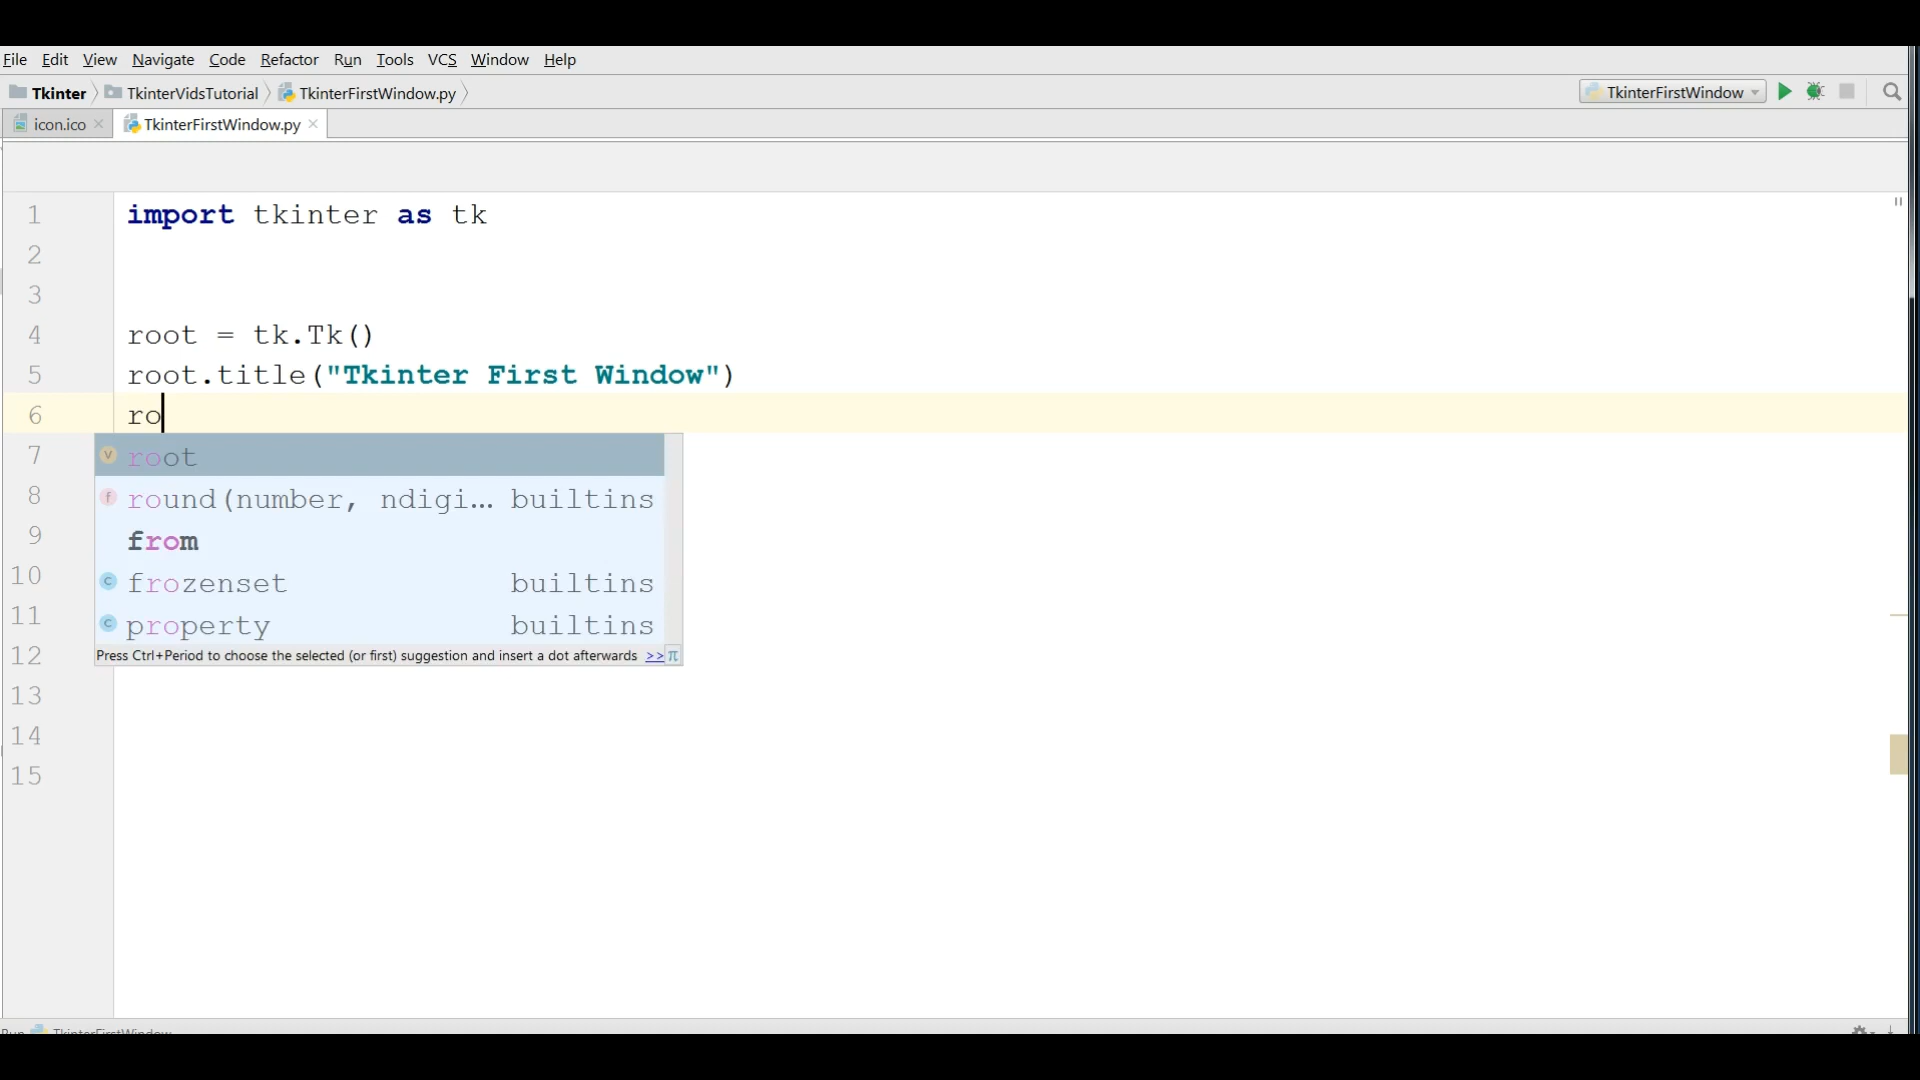 File Edit View Navigate Code Refactor Run Tools VCS Window Help
Tkinter TkinterVidsTutorial TkinterFirstWindow.py TkinterFirstWindow
icon.ico TkinterFirstWindow.py
1 import tkinter as tk
2
3
4 root = tk.Tk()
5 root.title("Tkinter First Window")
6 ro
7 v root
8 f round(number, ndigi... builtins
9 from
10 c frozenset builtins
11 c property builtins
12 Press Ctrl+Period to choose the selected (or first) suggestion and insert a dot afterwards >> π
13
14
15
Run TkinterFirstWindow